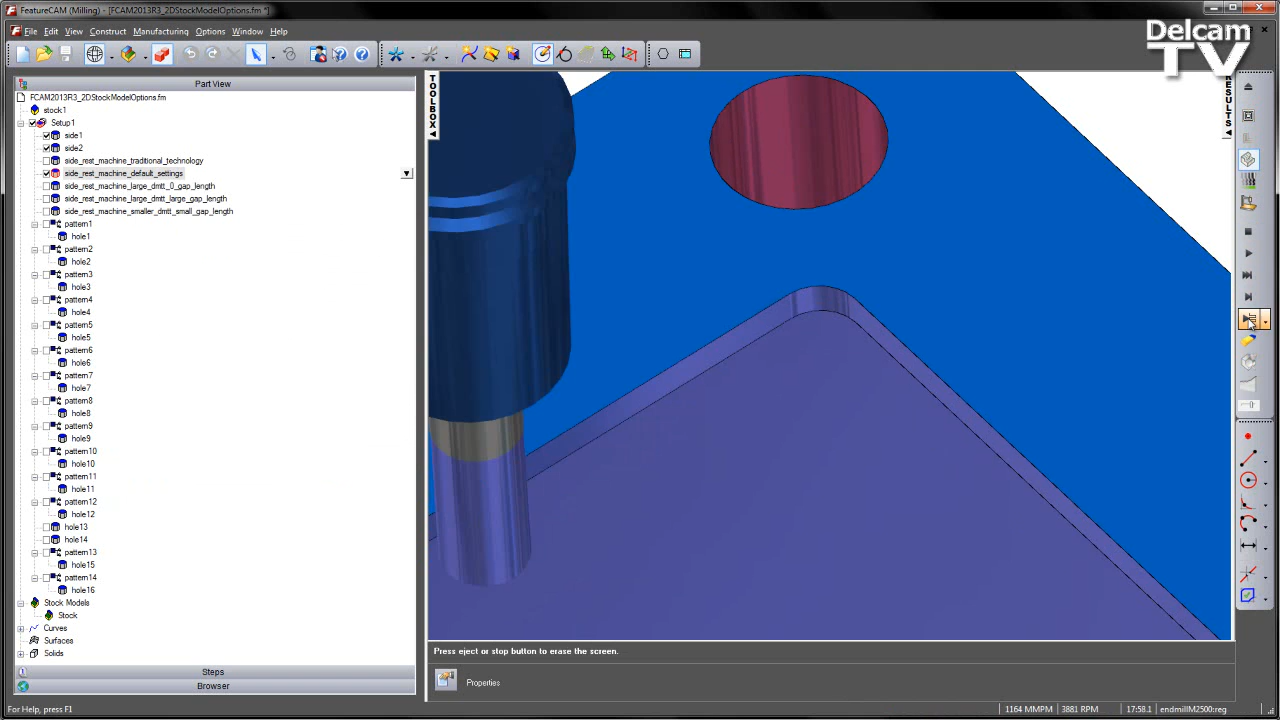 FeatureCAM (Milling) - [FCAM2013R3_2DStockModelOptions.fm *]
File Edit View Construct Manufacturing Options Window Help
Delcam
TV
Part View
FCAM2013R3_2DStockModelOptions.fm
stock1
Setup1
side1
side2
side_rest_machine_traditional_technology
side_rest_machine_default_settings
side_rest_machine_large_dmtt_0_gap_length
side_rest_machine_large_dmtt_large_gap_length
side_rest_machine_smaller_dmtt_small_gap_length
pattern1
hole1
pattern2
hole2
pattern3
hole3
pattern4
hole4
pattern5
hole5
pattern6
hole6
pattern7
hole7
pattern8
hole8
pattern9
hole9
pattern10
hole10
pattern11
hole11
pattern12
hole12
hole13
hole14
pattern13
hole15
pattern14
hole16
Stock Models
Stock
Curves
Surfaces
Solids
Steps
Browser
TOOLBOX
RESULTS
Press eject or stop button to erase the screen.
Properties
For Help, press F1
1164 MMPM 3881 RPM 17:58.1 endmillM2500:reg